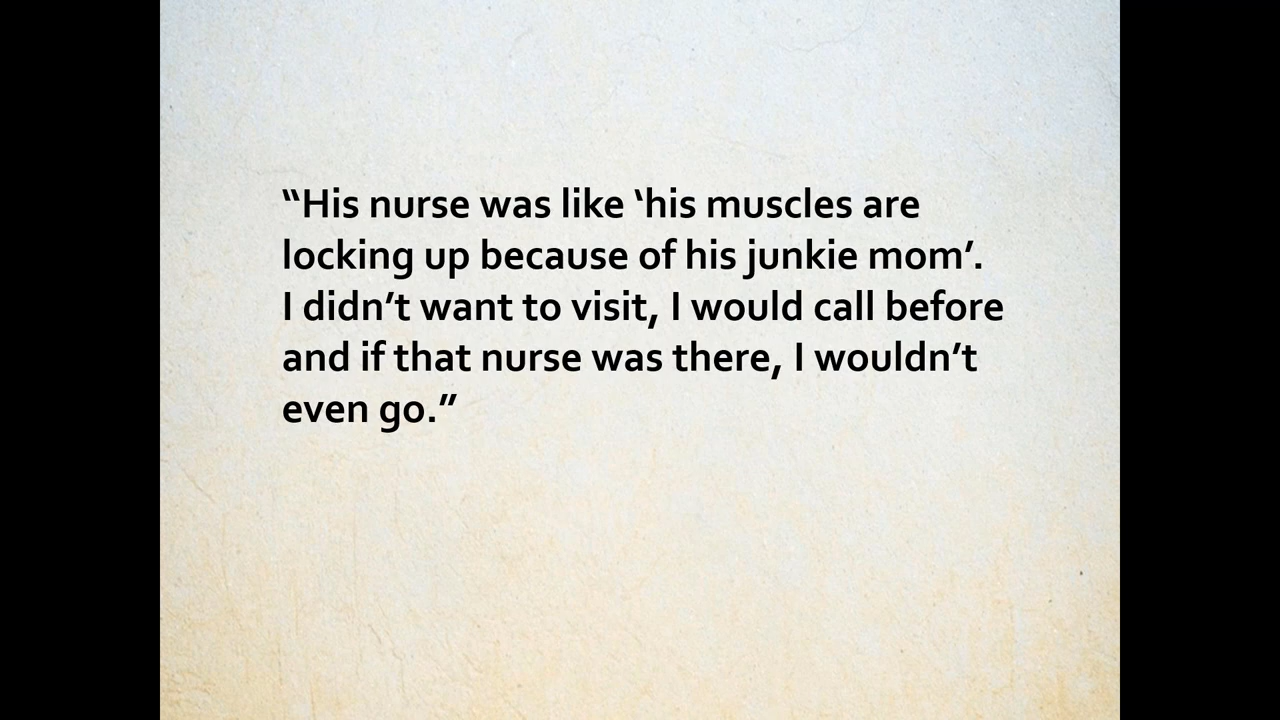 “His nurse was like ‘his muscles are
locking up because of his junkie mom’.
I didn’t want to visit, I would call before
and if that nurse was there, I wouldn’t
even go.”